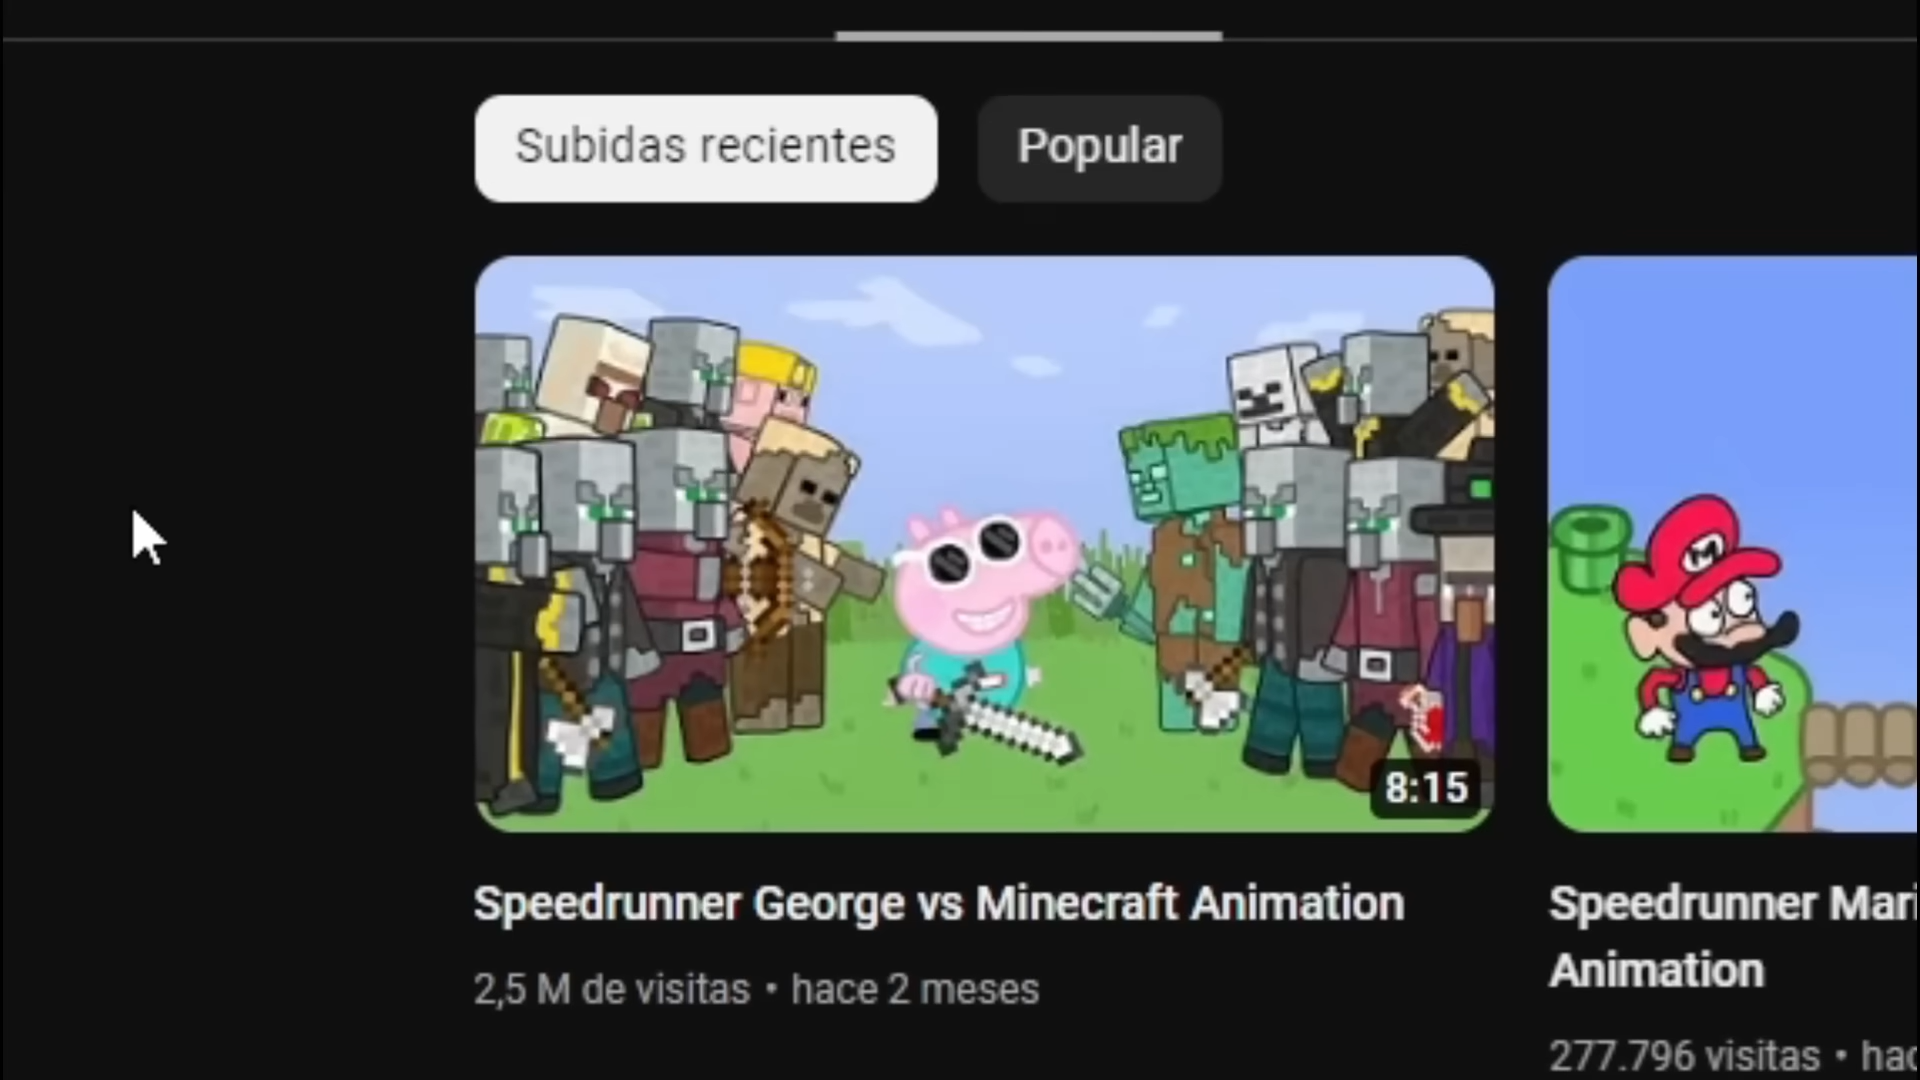 Subidas recientes
Popular
8:15
Speedrunner George vs Minecraft Animation
2,5 M de visitas • hace 2 meses
Speedrunner
Animation
277.796 visitas •